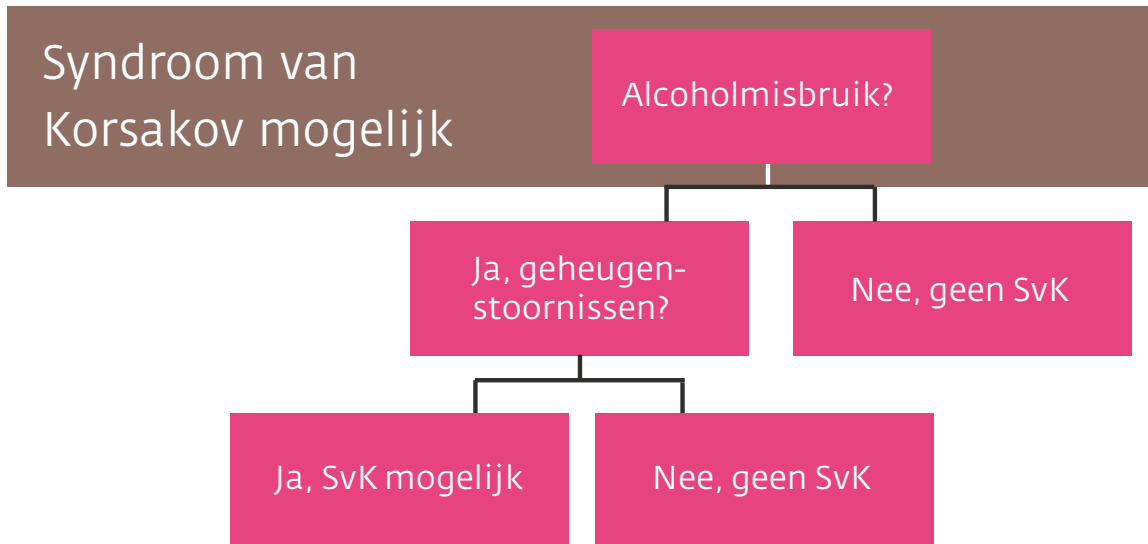 Syndroom van
Korsakov mogelijk
Alcoholmisbruik?
Ja, geheugen-
stoornissen?
Nee, geen SvK
Ja, SvK mogelijk
Nee, geen SvK